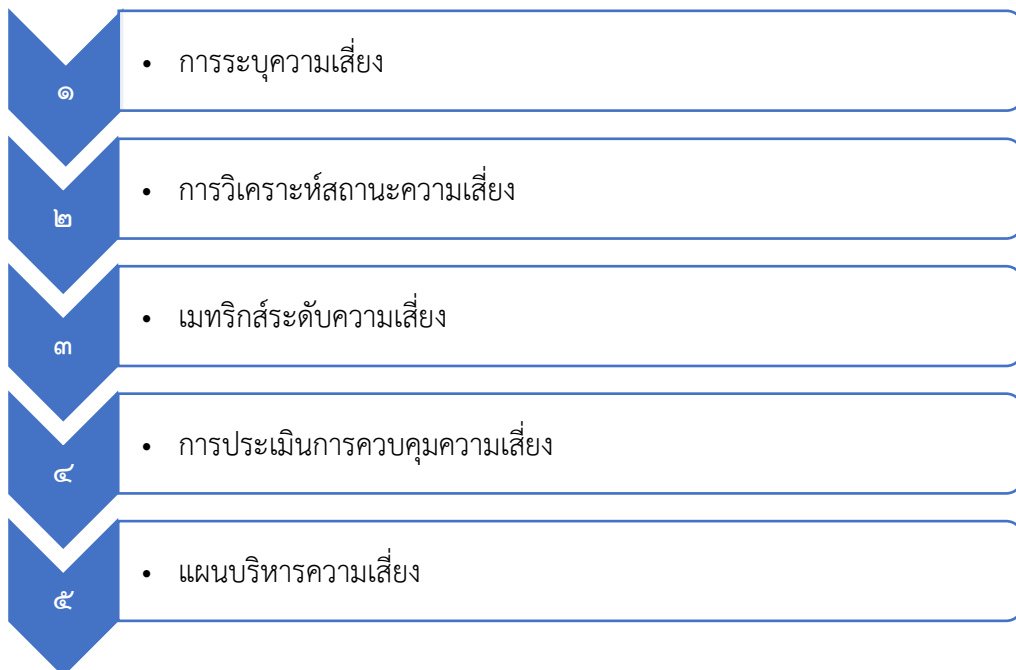 ๑
• การระบุความเสี่ยง
๒
• การวิเคราะห์สถานะความเสี่ยง
๓
• เมทริกส์ระดับความเสี่ยง
๔
• การประเมินการควบคุมความเสี่ยง
๕
• แผนบริหารความเสี่ยง